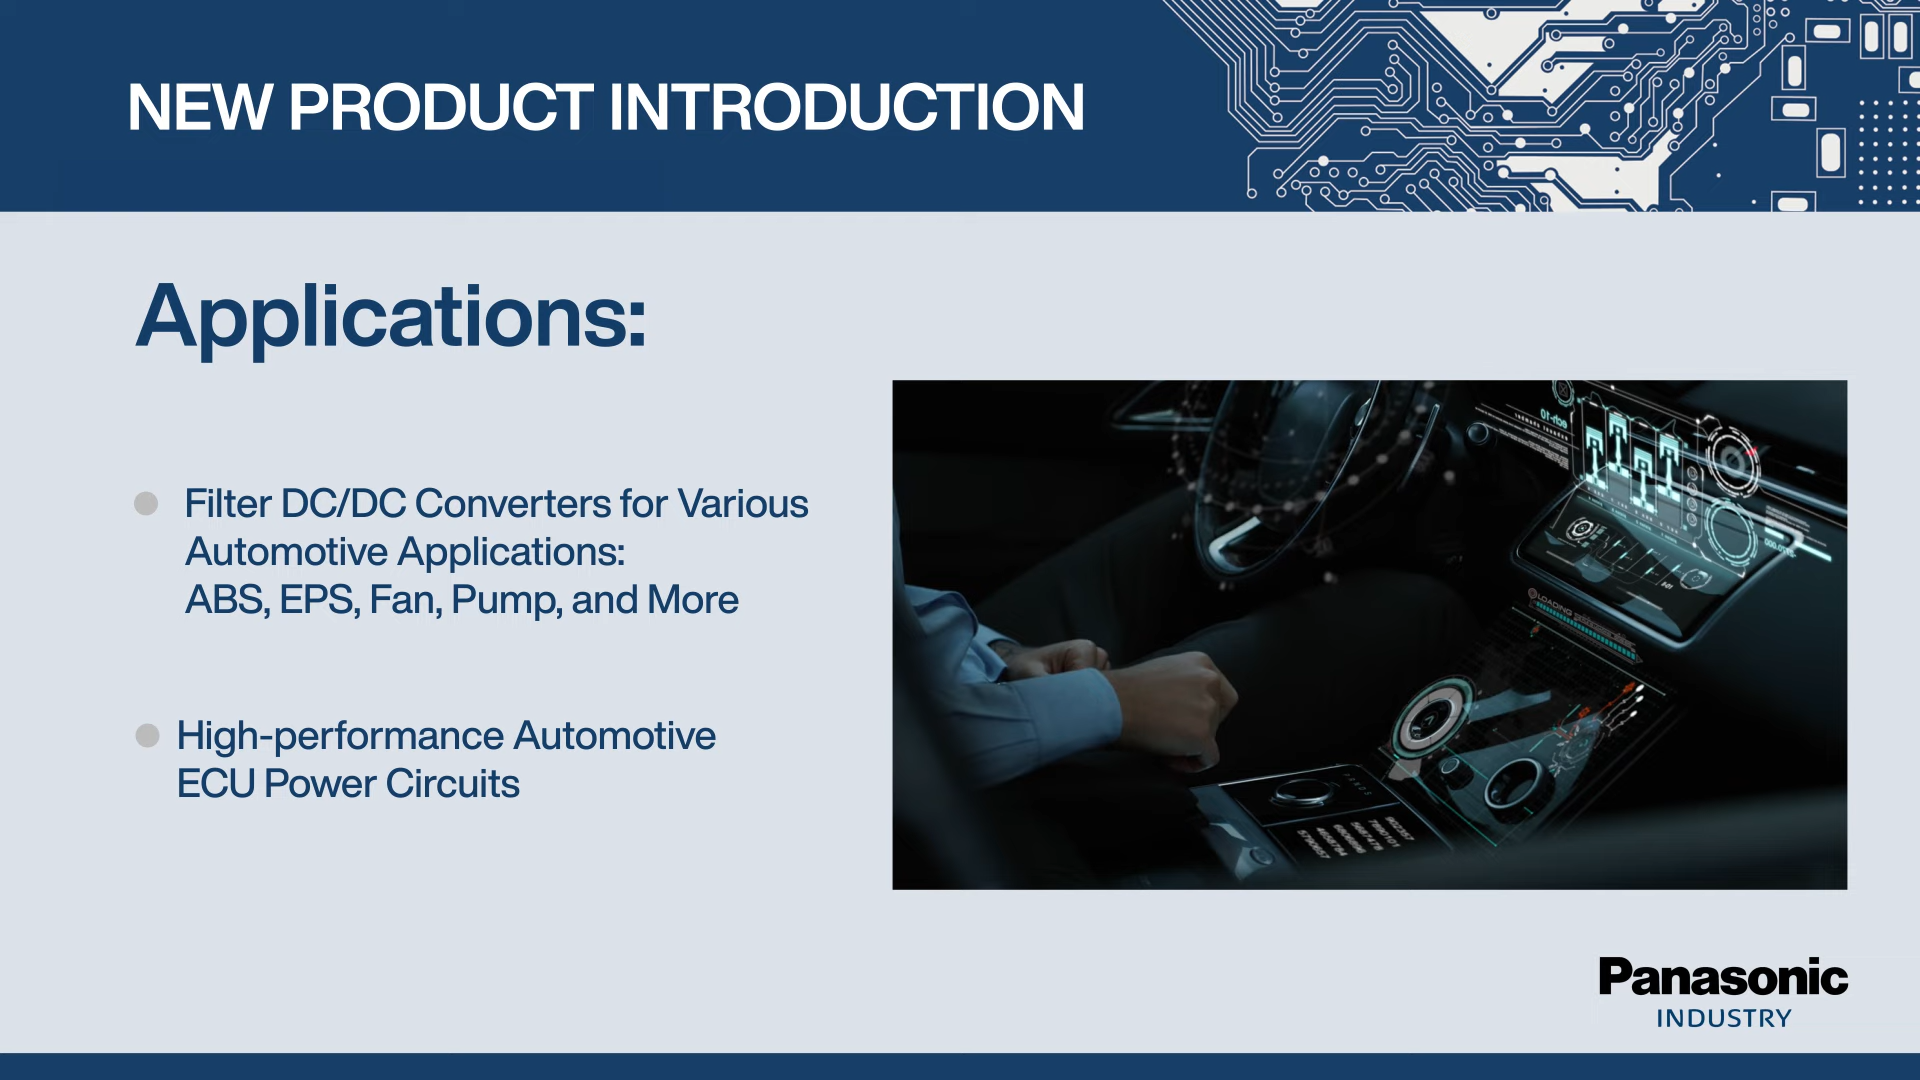 NEW PRODUCT INTRODUCTION
Applications:
Filter DC/DC Converters for Various
Automotive Applications:
ABS, EPS, Fan, Pump, and More
High-performance Automotive
ECU Power Circuits
LOADING
Panasonic
INDUSTRY